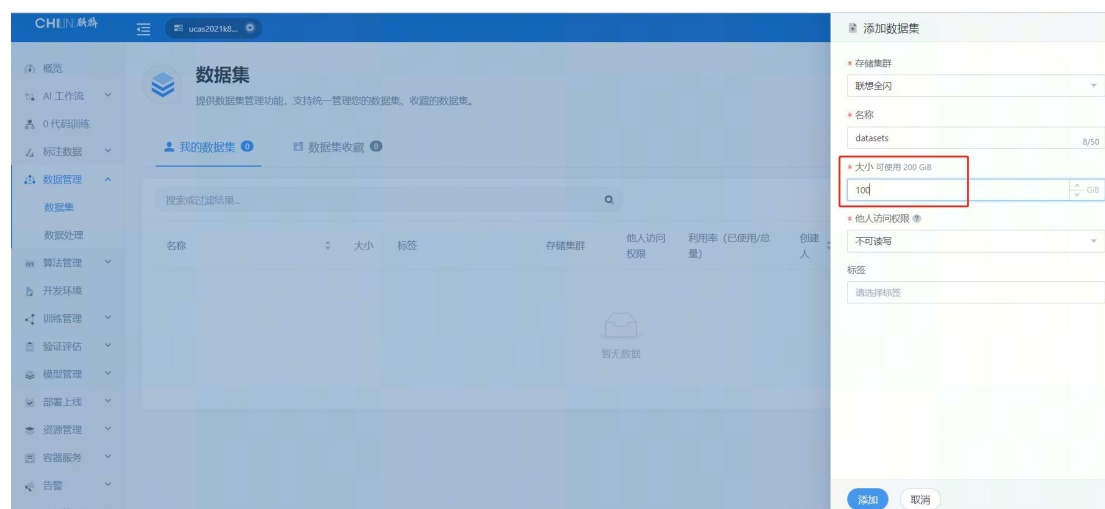 CHILIN 麒麟
ucas2021k8...
概览
AI 工作流
0 代码训练
标注数据
数据管理
数据集
数据处理
算法管理
开发环境
训练管理
验证评估
模型管理
部署上线
资源管理
容器服务
告警
数据集
提供数据集管理功能，支持统一管理您的数据集、收藏的数据集。
我的数据集 0
数据集收藏 0
搜索或过滤结果...
名称 大小 标签 存储集群 他人访问权限 利用率（已使用/总量） 创建人
暂无数据
添加数据集
* 存储集群
联想全闪
* 名称
datasets 8/50
* 大小 可使用 200 GiB
100 GiB
* 他人访问权限
不可读写
标签
请选择标签
添加 取消